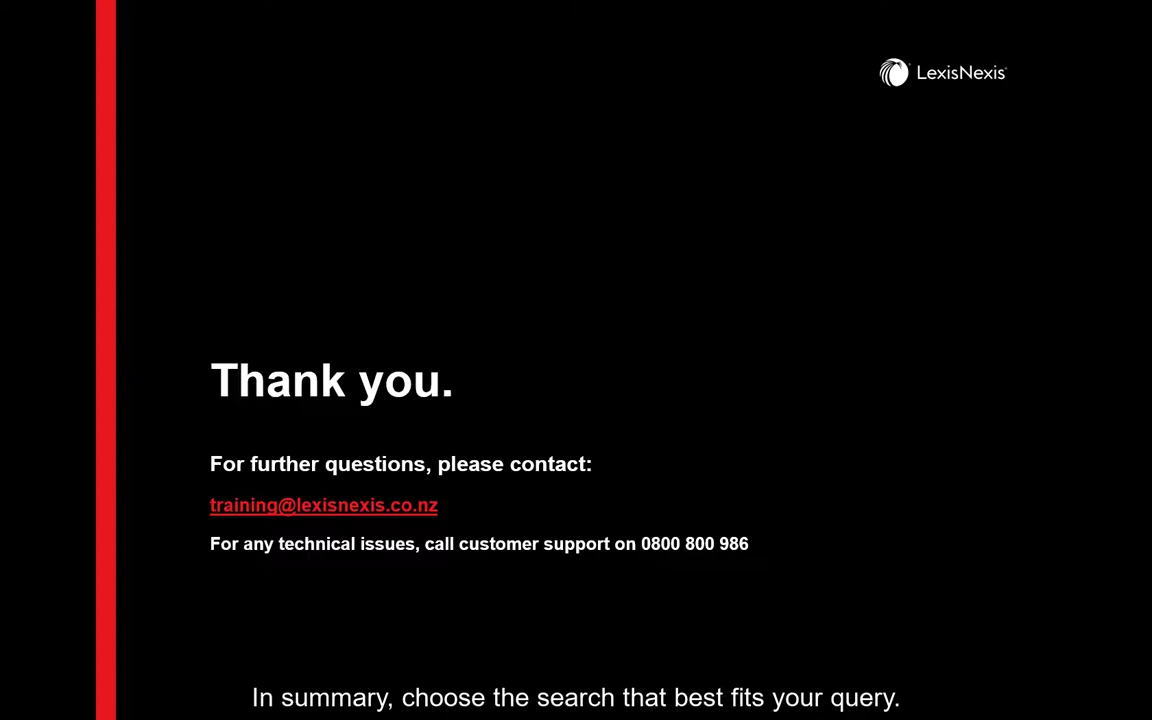 LexisNexis
Thank you.
For further questions, please contact:
training@lexisnexis.co.nz
For any technical issues, call customer support on 0800 800 986
In summary, choose the search that best fits your query.